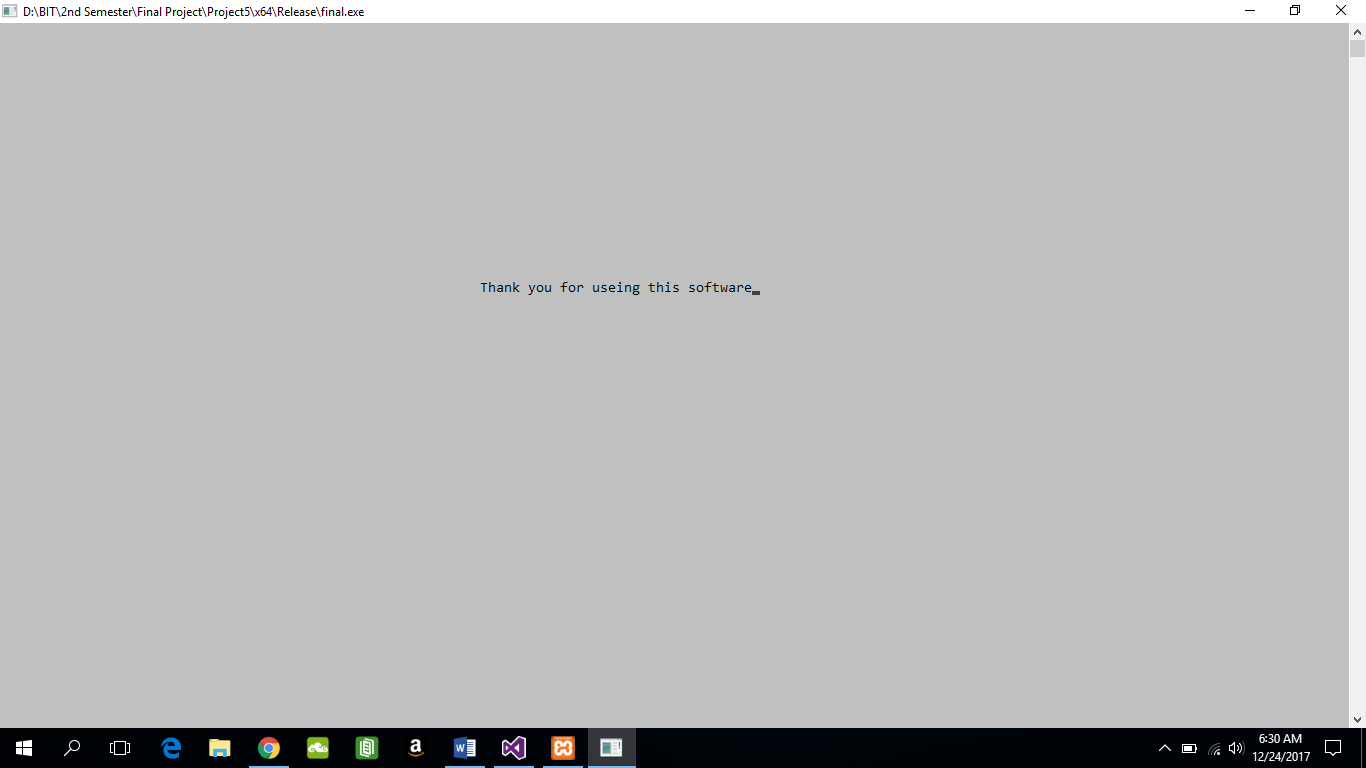 D:\BIT\2nd Semester\Final Project\Project5\x64\Release\final.exe
Thank you for useing this software
a
W
6:30 AM
12/24/2017